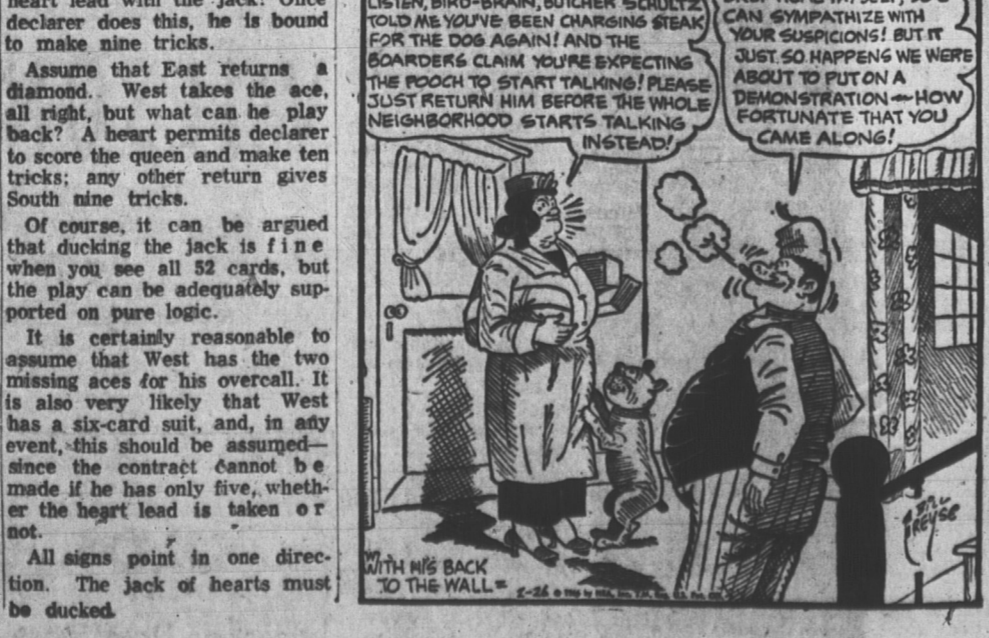 heart lead with the jack? Once
declarer does this, he is bound
to make nine tricks.
Assume that East returns a
diamond. West takes the ace,
all right, but what can he play
back? A heart permits declarer
to score the queen and make ten
tricks; any other return gives
South nine tricks.
Of course, it can be argued
that ducking the jack is fine
when you see all 52 cards, but
the play can be adequately sup-
ported on pure logic.
It is certainly reasonable to
assume that West has the two
missing aces for his overcall. It
is also very likely that West
has a six-card suit, and, in any
event, this should be assumed—
since the contract cannot be
made if he has only five, wheth-
er the heart lead is taken or
not.
All signs point in one direc-
tion. The jack of hearts must
be ducked.
LISTEN, BIRD-BRAIN, BUTCHER SCHULTZ
TOLD ME YOU'VE BEEN CHARGING STEAK
FOR THE DOG AGAIN! AND THE
BOARDERS CLAIM YOU'RE EXPECTING
THE POOCH TO START TALKING! PLEASE
JUST RETURN HIM BEFORE THE WHOLE
NEIGHBORHOOD STARTS TALKING
INSTEAD!
CAN SYMPATHIZE WITH
YOUR SUSPICIONS! BUT IT
JUST SO HAPPENS WE WERE
ABOUT TO PUT ON A
DEMONSTRATION—HOW
FORTUNATE THAT YOU
CAME ALONG!
WITH HIS BACK
TO THE WALL=
2-26